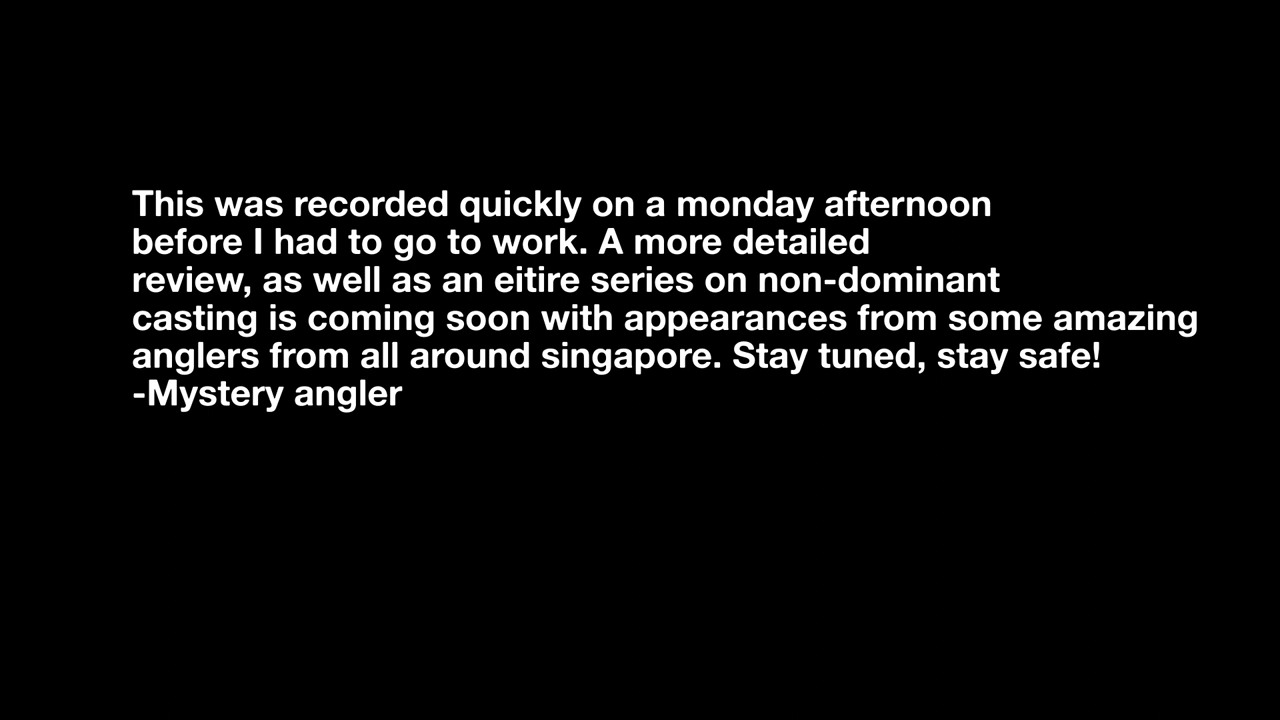 This was recorded quickly on a monday afternoon
before I had to go to work. A more detailed
review, as well as an eitire series on non-dominant
casting is coming soon with appearances from some amazing
anglers from all around singapore. Stay tuned, stay safe!
-Mystery angler